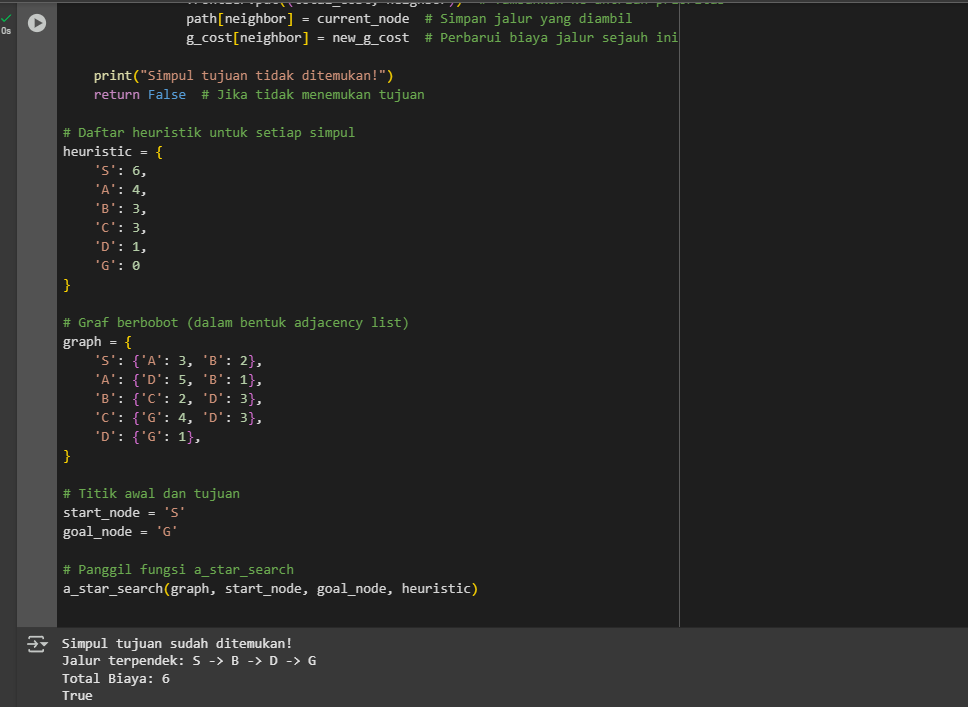 0s
path[neighbor] = current_node  # Simpan jalur yang diambil
g_cost[neighbor] = new_g_cost  # Perbarui biaya jalur sejauh ini
print("Simpul tujuan tidak ditemukan!")
return False  # Jika tidak menemukan tujuan
# Daftar heuristik untuk setiap simpul
heuristic = {
'S': 6,
'A': 4,
'B': 3,
'C': 3,
'D': 1,
'G': 0
}
# Graf berbobot (dalam bentuk adjacency list)
graph = {
'S': {'A': 3, 'B': 2},
'A': {'D': 5, 'B': 1},
'B': {'C': 2, 'D': 3},
'C': {'G': 4, 'D': 3},
'D': {'G': 1},
}
# Titik awal dan tujuan
start_node = 'S'
goal_node = 'G'
# Panggil fungsi a_star_search
a_star_search(graph, start_node, goal_node, heuristic)
Simpul tujuan sudah ditemukan!
Jalur terpendek: S -> B -> D -> G
Total Biaya: 6
True